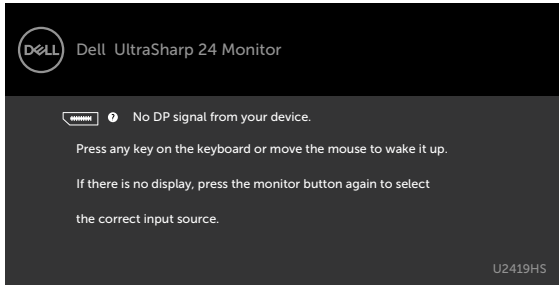 DELL
Dell UltraSharp 24 Monitor
? No DP signal from your device.
Press any key on the keyboard or move the mouse to wake it up.
If there is no display, press the monitor button again to select
the correct input source.
U2419HS